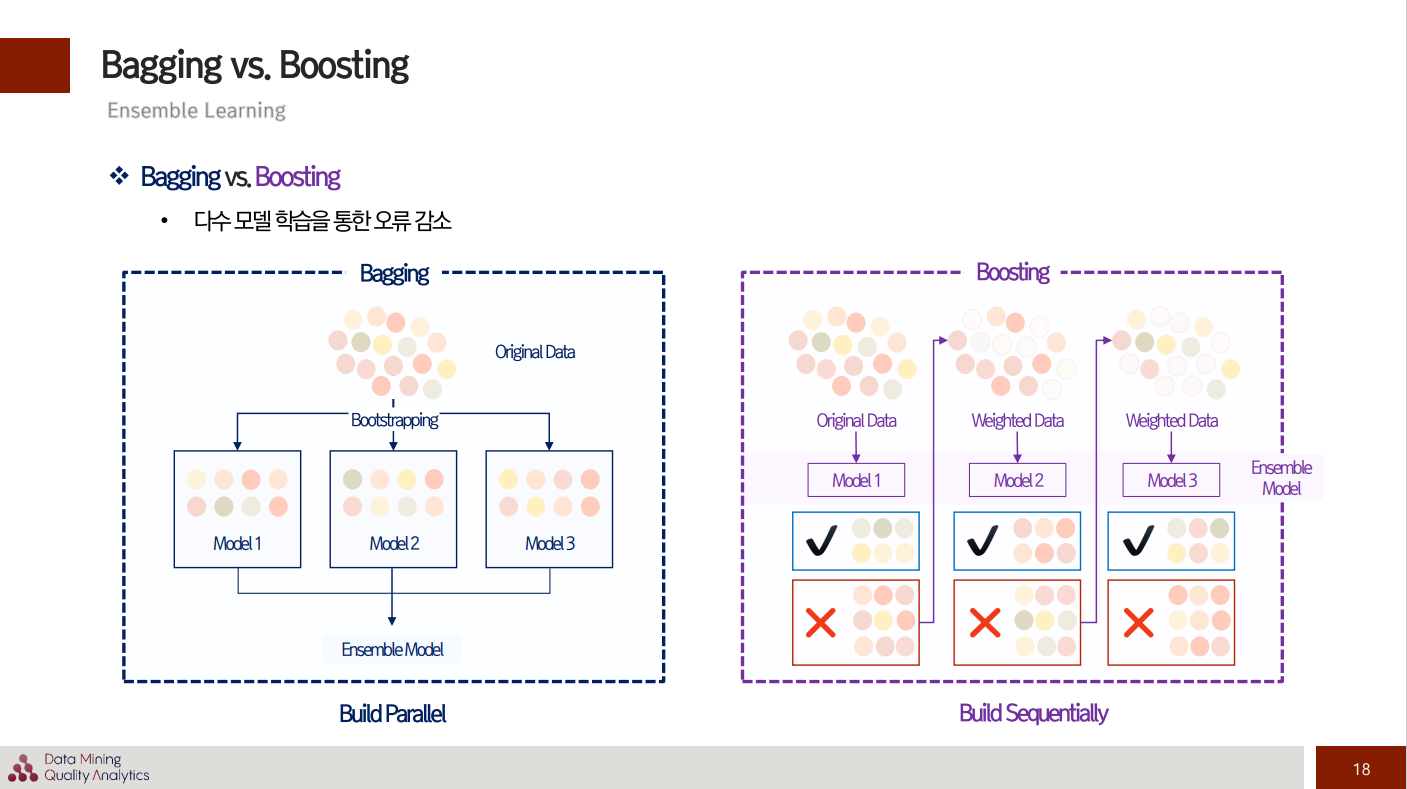 Bagging vs. Boosting
Ensemble Learning
❖ Bagging vs. Boosting
• 다수 모델 학습을 통한 오류 감소
Bagging
Original Data
Bootstrapping
Model 1
Model 2
Model 3
Ensemble Model
Build Parallel
Boosting
Original Data
Weighted Data
Weighted Data
Model 1
Model 2
Model 3
Ensemble
Model
Build Sequentially
Data Mining
Quality Analytics
18